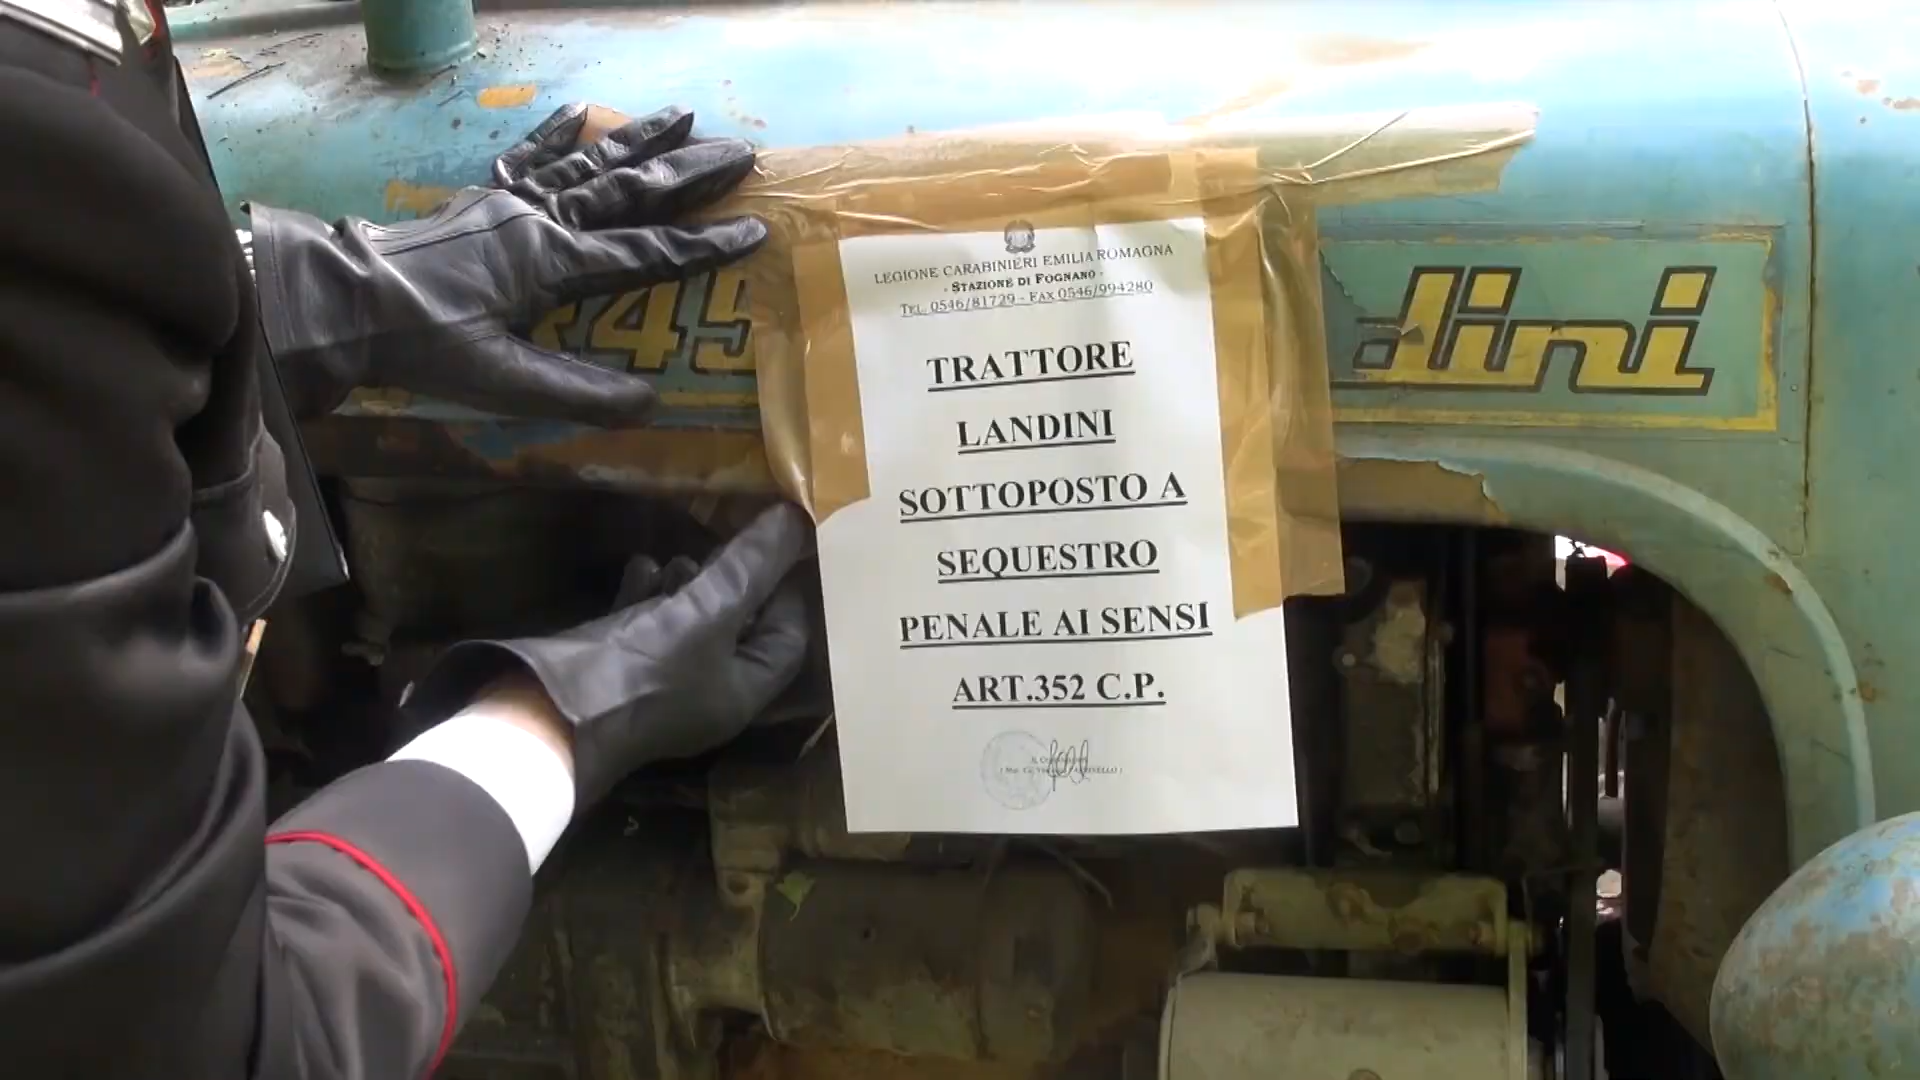 LEGIONE CARABINIERI EMILIA ROMAGNA
- STAZIONE DI FOGNANO -
TEL. 0546/81729 - FAX 0546/994280
TRATTORE
LANDINI
SOTTOPOSTO A
SEQUESTRO
PENALE AI SENSI
ART.352 C.P.
R45
dini